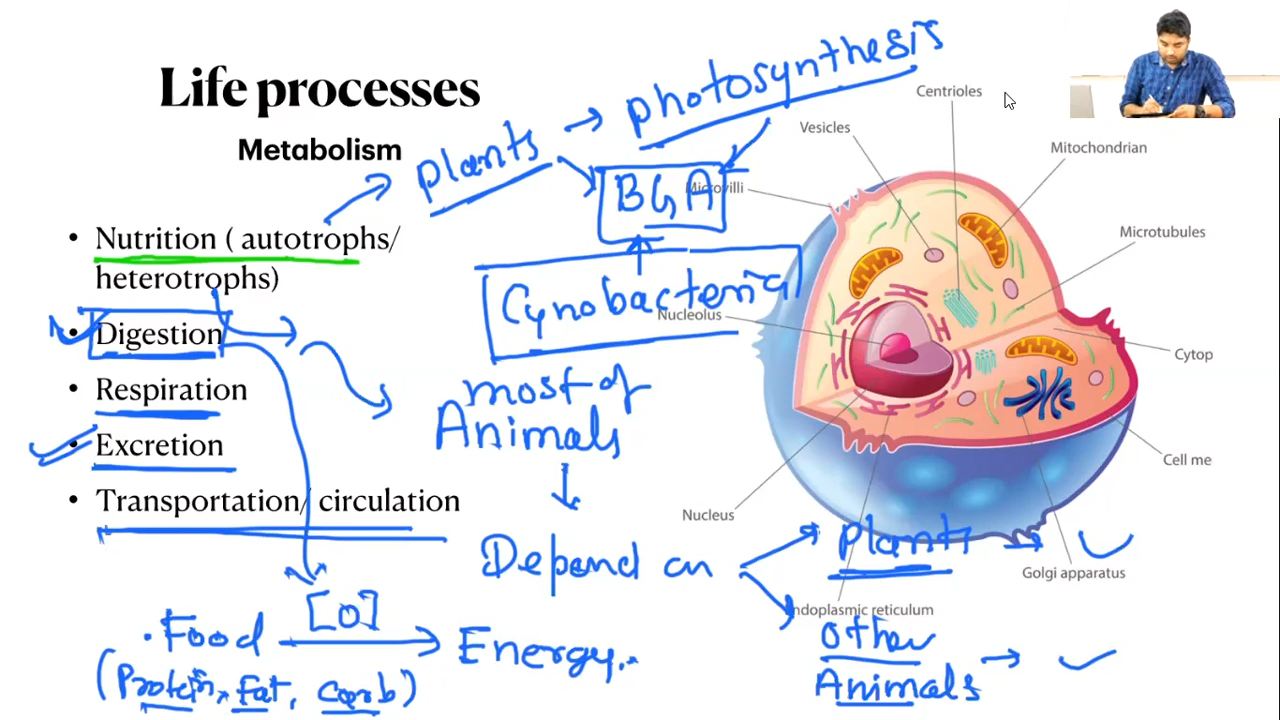 photosynthesis
Life processes
Centrioles
Vesicles
Metabolism
plants →
Mitochondrian
Microvilli
BGA
• Nutrition ( autotrophs/
heterotrophs)
Microtubules
Cynobacteria
Nucleolus
• Digestion
Cytop
most of
Animals
• Respiration
• Excretion
Cell me
• Transportation/ circulation
Nucleus
Depend on
plants → ✓
Golgi apparatus
Endoplasmic reticulum
. Food [O] → Energy..
other
Animals → ✓
(Protein, Fat, Carb)